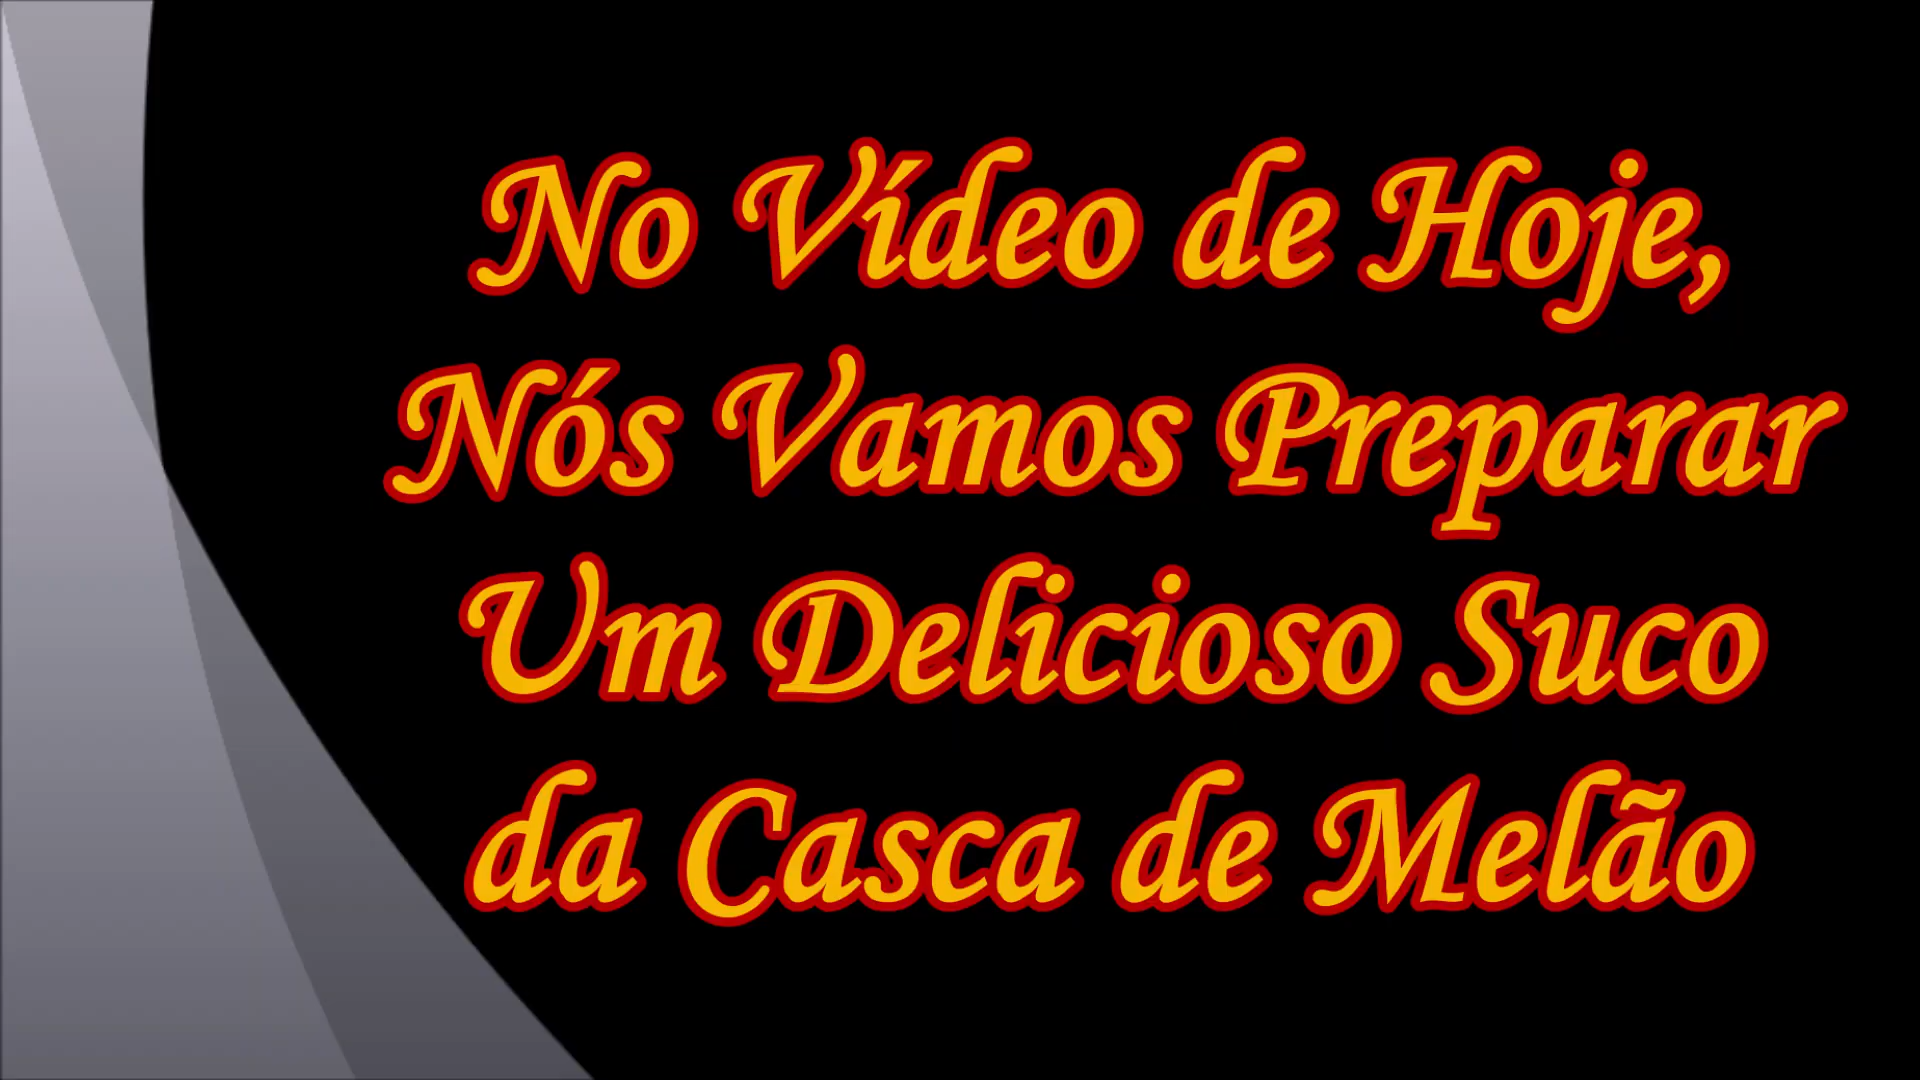 No Vídeo de Hoje,
Nós Vamos Preparar
Um Delicioso Suco
da Casca de Melão